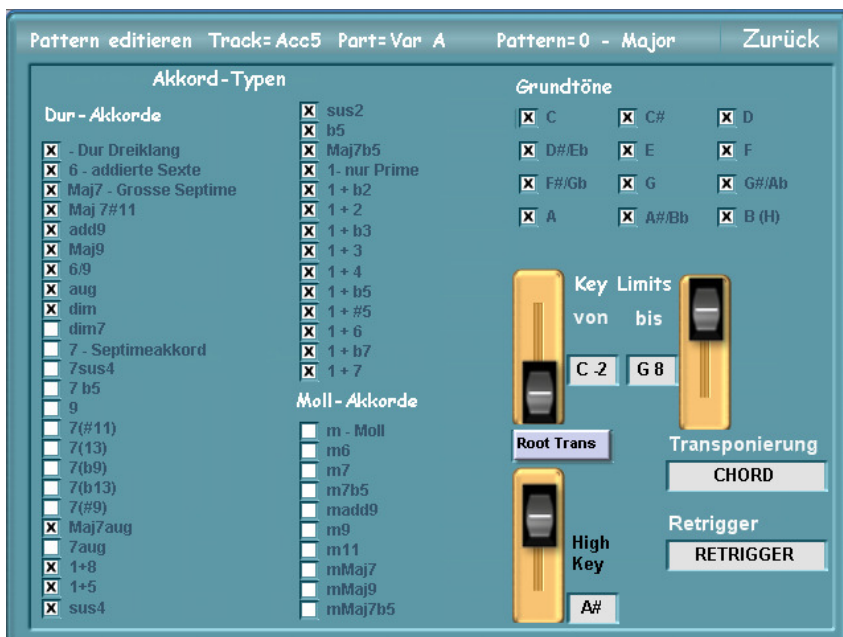 Pattern editieren Track=Acc5 Part=Var A Pattern=0 - Major Zurück
Akkord-Typen
Dur-Akkorde
- Dur Dreiklang
6 - addierte Sexte
Maj7 - Grosse Septime
Maj 7#11
add9
Maj9
6/9
aug
dim
dim7
7 - Septimeakkord
7sus4
7 b5
9
7(#11)
7(13)
7(b9)
7(b13)
7(#9)
Maj7aug
7aug
1+8
1+5
sus4
sus2
b5
Maj7b5
1- nur Prime
1 + b2
1 + 2
1 + b3
1 + 3
1 + 4
1 + b5
1 + #5
1 + 6
1 + b7
1 + 7
Moll-Akkorde
m - Moll
m6
m7
m7b5
madd9
m9
m11
mMaj7
mMaj9
mMaj7b5
Grundtöne
C C# D
D#/Eb E F
F#/Gb G G#/Ab
A A#/Bb B (H)
Key Limits
von bis
C -2 G 8
Root Trans
Transponierung
CHORD
Retrigger
RETRIGGER
High
Key
A#